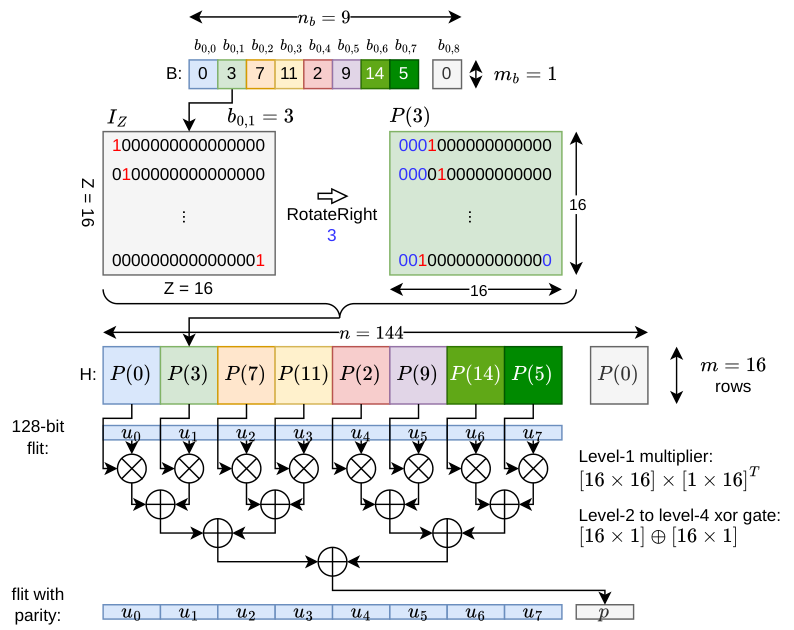 n_b = 9
b_{0,0} b_{0,1} b_{0,2} b_{0,3} b_{0,4} b_{0,5} b_{0,6} b_{0,7} b_{0,8}
B: 0 3 7 11 2 9 14 5 0 m_b = 1
I_Z b_{0,1} = 3 P(3)
1000000000000000 0001000000000000
0100000000000000 0000100000000000
⋮ ⋮
Z = 16
RotateRight
3
16
0000000000000001 0010000000000000
Z = 16 16
n = 144
H: P(0) P(3) P(7) P(11) P(2) P(9) P(14) P(5) P(0)
m = 16
rows
128-bit
flit:
u_0 u_1 u_2 u_3 u_4 u_5 u_6 u_7
Level-1 multiplier:
[16 × 16] × [1 × 16]^T
Level-2 to level-4 xor gate:
[16 × 1] ⊕ [16 × 1]
flit with
parity:
u_0 u_1 u_2 u_3 u_4 u_5 u_6 u_7 p